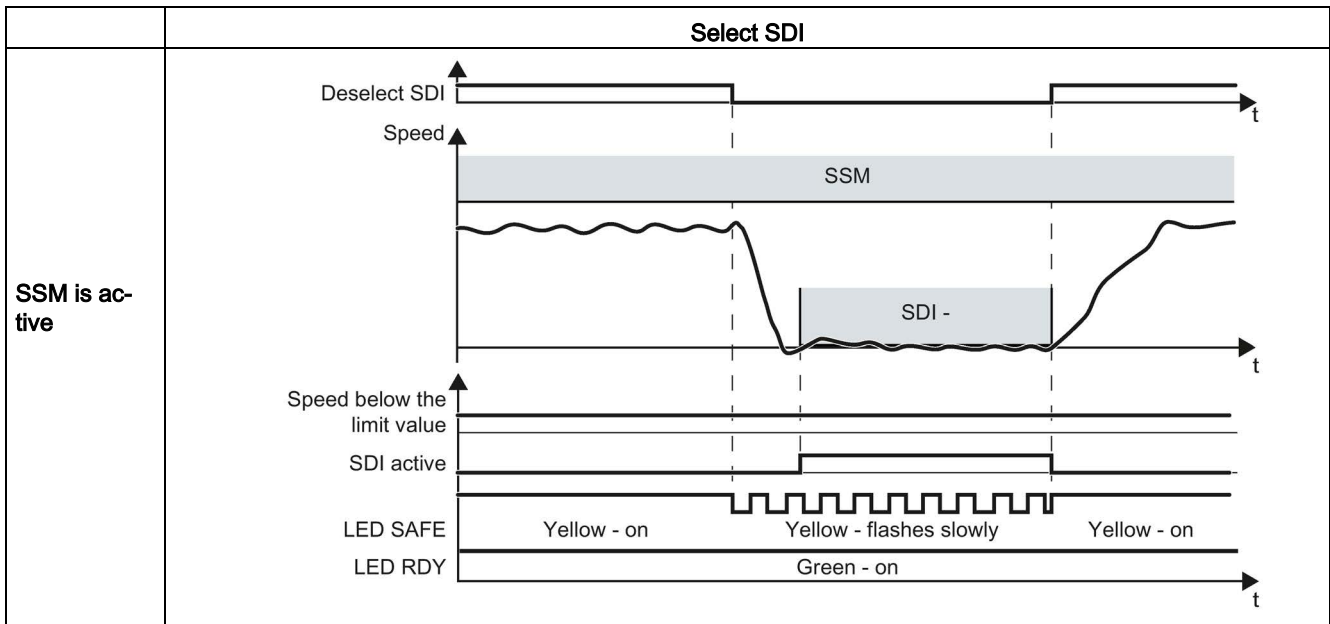 Select SDI
SSM is ac-
tive
Deselect SDI
t
Speed
SSM
SDI -
t
Speed below the
limit value
SDI active
LED SAFE Yellow - on Yellow - flashes slowly Yellow - on
LED RDY Green - on
t